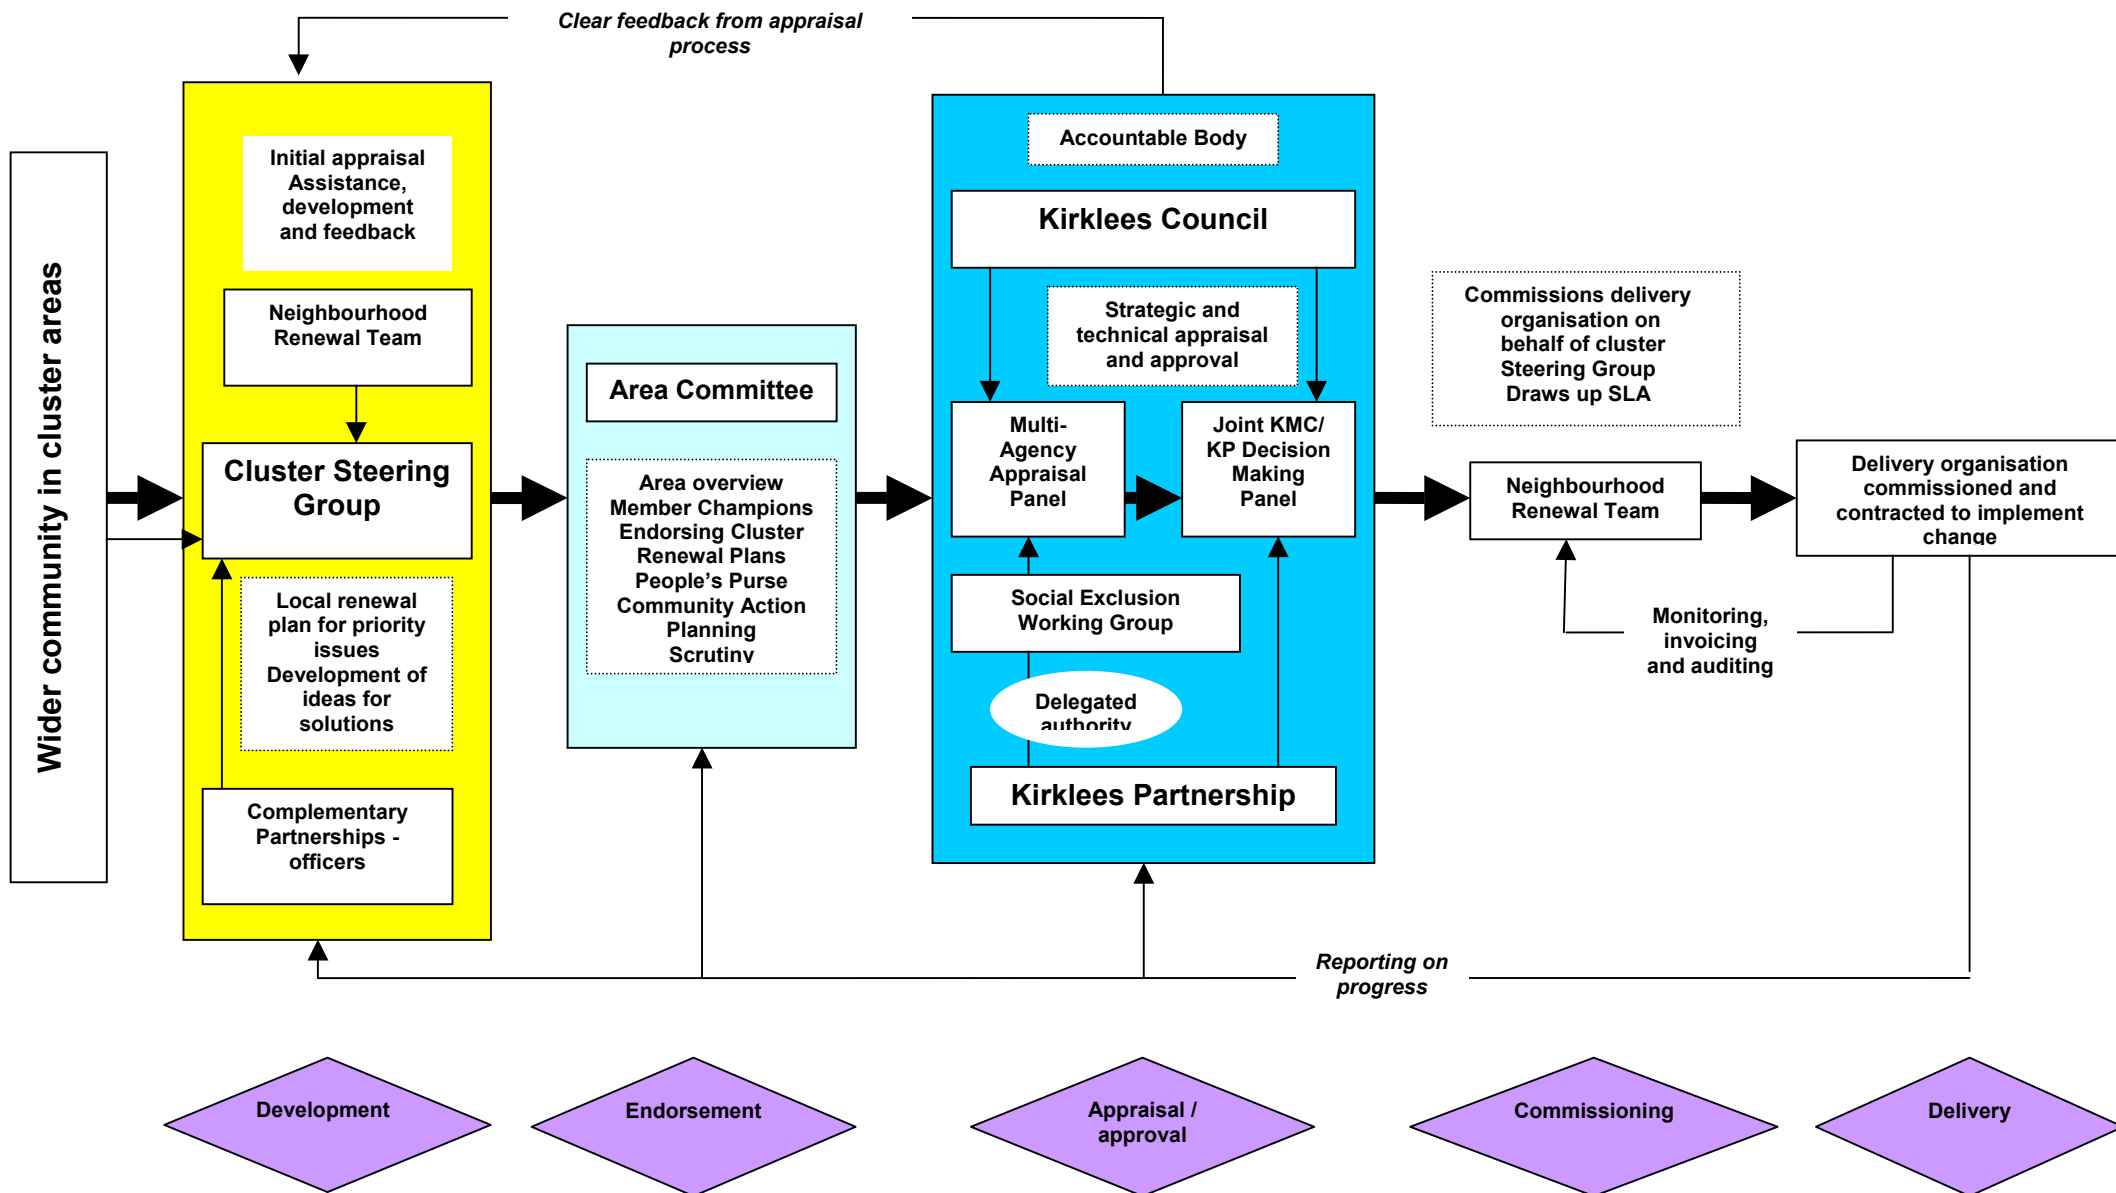 Clear feedback from appraisal
process
Wider community in cluster areas
Initial appraisal
Assistance,
development
and feedback
Neighbourhood
Renewal Team
Cluster Steering
Group
Local renewal
plan for priority
issues
Development of
ideas for
solutions
Complementary
Partnerships -
officers
Area Committee
Area overview
Member Champions
Endorsing Cluster
Renewal Plans
People’s Purse
Community Action
Planning
Scrutiny
Accountable Body
Kirklees Council
Strategic and
technical appraisal
and approval
Multi-
Agency
Appraisal
Panel
Joint KMC/
KP Decision
Making
Panel
Social Exclusion
Working Group
Delegated
authority
Kirklees Partnership
Commissions delivery
organisation on
behalf of cluster
Steering Group
Draws up SLA
Neighbourhood
Renewal Team
Delivery organisation
commissioned and
contracted to implement
change
Monitoring,
invoicing
and auditing
Reporting on
progress
Development
Endorsement
Appraisal /
approval
Commissioning
Delivery